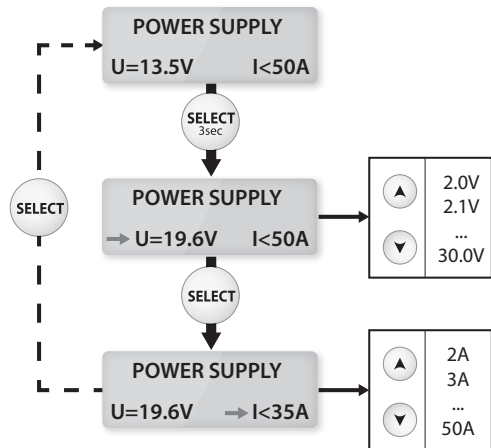 POWER SUPPLY
U=13.5V I<50A
SELECT
3sec
SELECT
POWER SUPPLY
U=19.6V I<50A
2.0V
2.1V
...
30.0V
SELECT
POWER SUPPLY
U=19.6V I<35A
2A
3A
...
50A